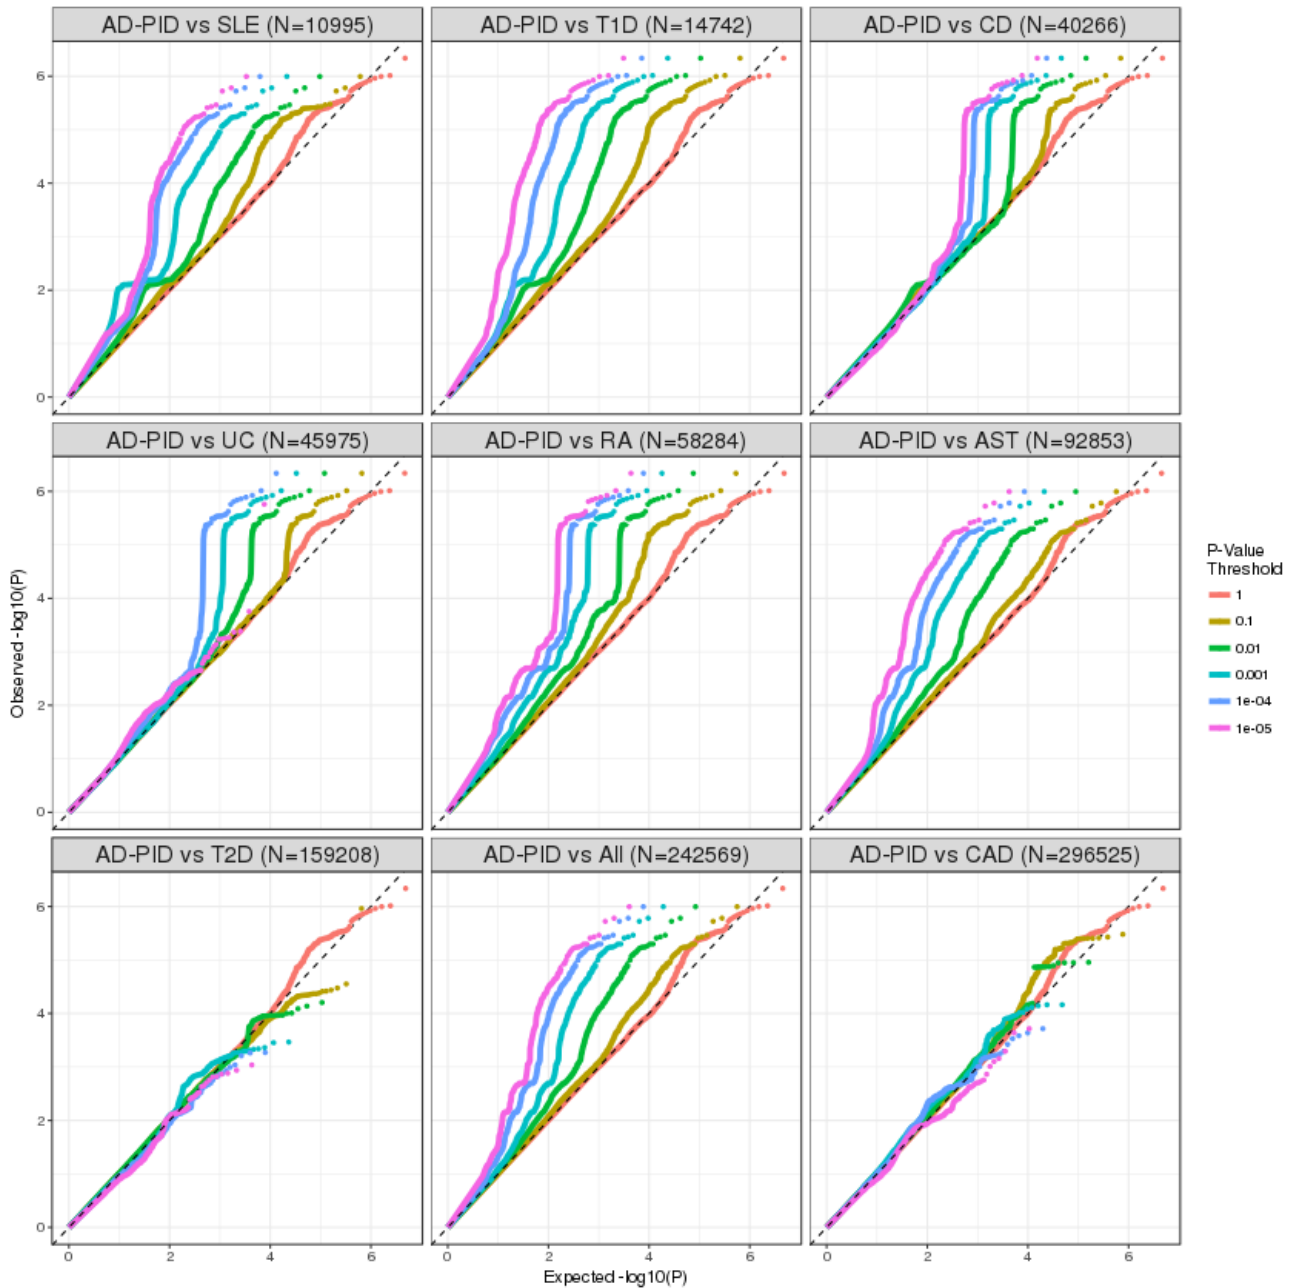 AD-PID vs SLE (N=10995)
AD-PID vs T1D (N=14742)
AD-PID vs CD (N=40266)
6
4
2
0
AD-PID vs UC (N=45975)
AD-PID vs RA (N=58284)
AD-PID vs AST (N=92853)
6
4
2
0
Observed -log10(P)
P-Value
Threshold
1
0.1
0.01
0.001
1e-04
1e-05
AD-PID vs T2D (N=159208)
AD-PID vs All (N=242569)
AD-PID vs CAD (N=296525)
6
4
2
0
0 2 4 6
0 2 4 6
0 2 4 6
Expected -log10(P)